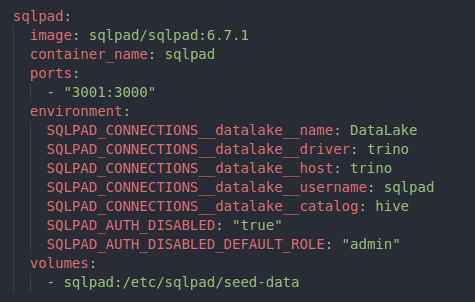 sqlpad:
  image: sqlpad/sqlpad:6.7.1
  container_name: sqlpad
  ports:
    - "3001:3000"
  environment:
    SQLPAD_CONNECTIONS__datalake__name: DataLake
    SQLPAD_CONNECTIONS__datalake__driver: trino
    SQLPAD_CONNECTIONS__datalake__host: trino
    SQLPAD_CONNECTIONS__datalake__username: sqlpad
    SQLPAD_CONNECTIONS__datalake__catalog: hive
    SQLPAD_AUTH_DISABLED: "true"
    SQLPAD_AUTH_DISABLED_DEFAULT_ROLE: "admin"
  volumes:
    - sqlpad:/etc/sqlpad/seed-data